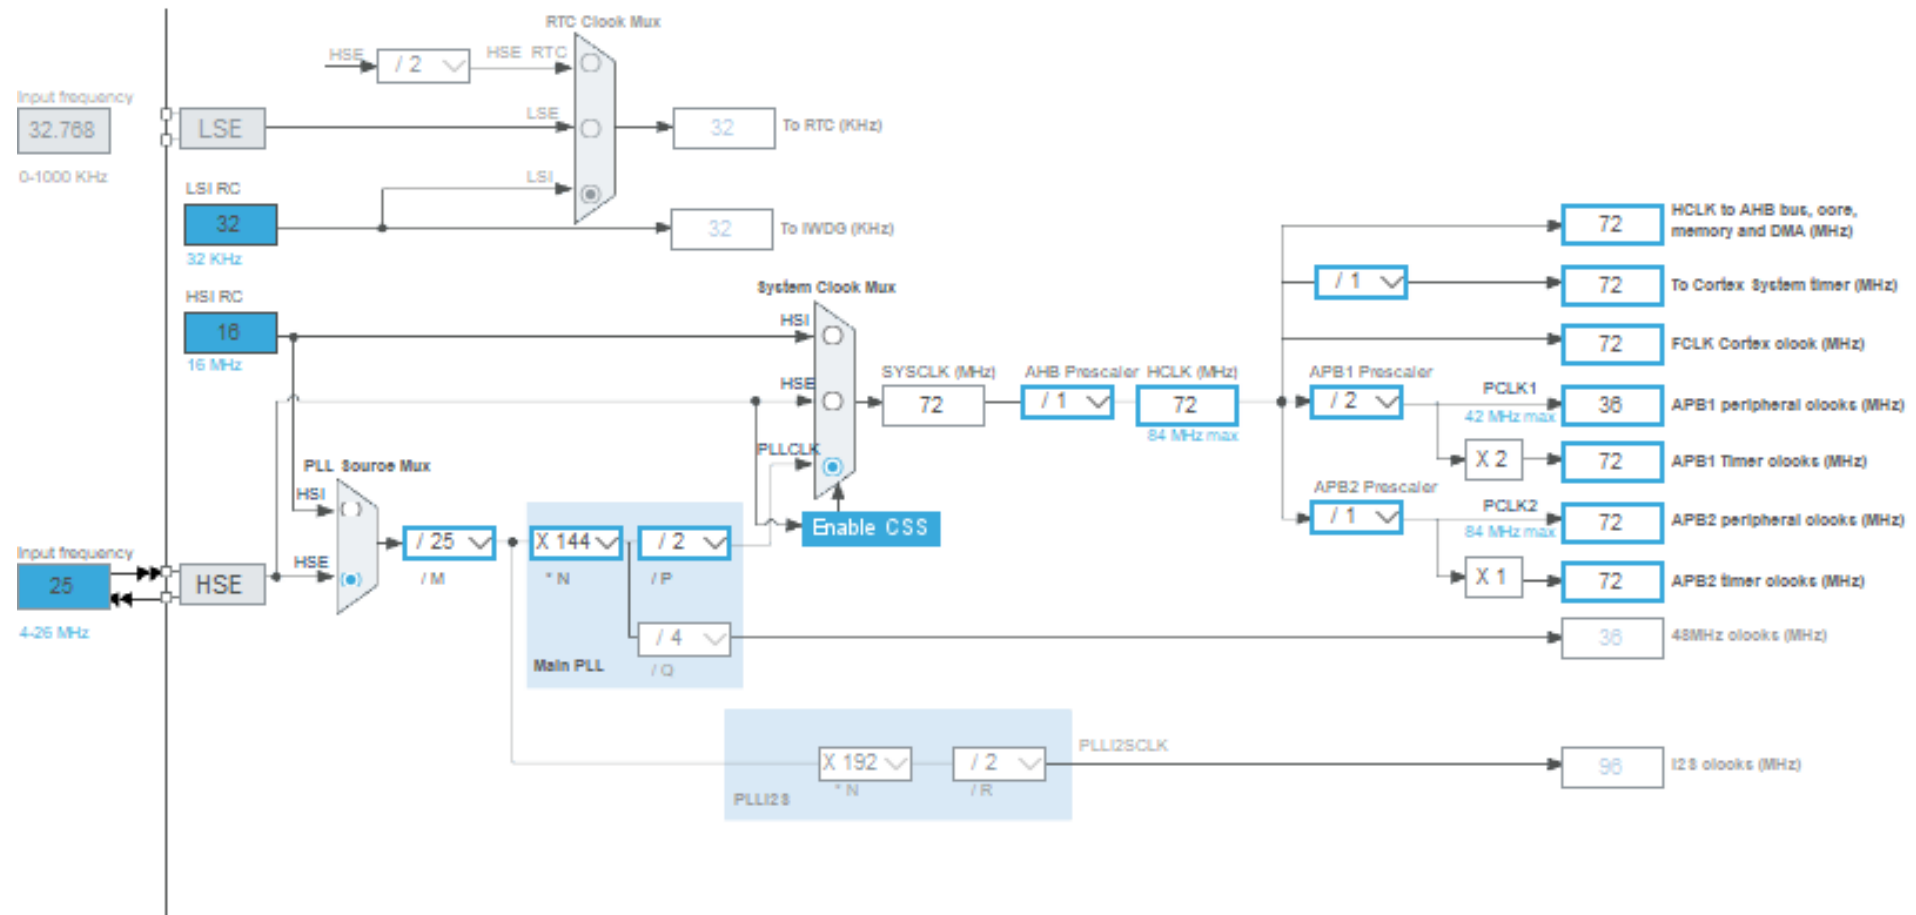 RTC Clock Mux
HSE
/ 2
HSE RTC
Input frequency
32.768
0-1000 KHz
LSE
LSE
32
To RTC (KHz)
LSI RC
32
32 KHz
LSI
32
To IWDG (KHz)
HSI RC
16
16 MHz
System Clock Mux
HSI
HSE
PLLCLK
SYSCLK (MHz)
72
AHB Prescaler
/ 1
HCLK (MHz)
72
84 MHz max
72
HCLK to AHB bus, core,
memory and DMA (MHz)
/ 1
72
To Cortex System timer (MHz)
72
FCLK Cortex clock (MHz)
APB1 Prescaler
/ 2
PCLK1
42 MHz max
36
APB1 peripheral clocks (MHz)
X 2
72
APB1 Timer clocks (MHz)
APB2 Prescaler
/ 1
PCLK2
84 MHz max
72
APB2 peripheral clocks (MHz)
X 1
72
APB2 timer clocks (MHz)
PLL Source Mux
HSI
HSE
Input frequency
25
4-26 MHz
HSE
/ 25
/ M
X 144
* N
/ 2
/ P
Enable CSS
/ 4
/ Q
Main PLL
36
48MHz clocks (MHz)
X 192
* N
/ 2
/ R
PLLI2S
PLLI2SCLK
96
I2S clocks (MHz)